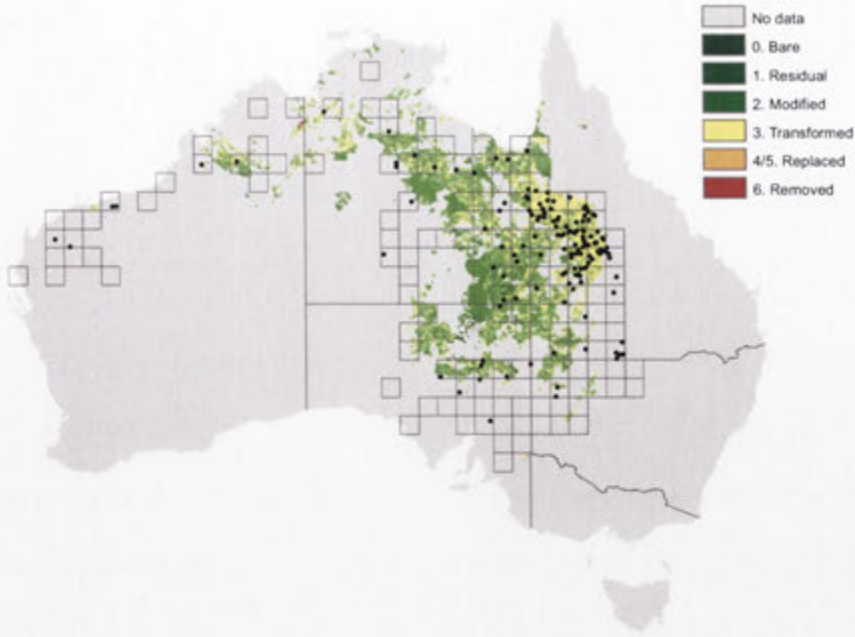 No data
0. Bare
1. Residual
2. Modified
3. Transformed
4/5. Replaced
6. Removed